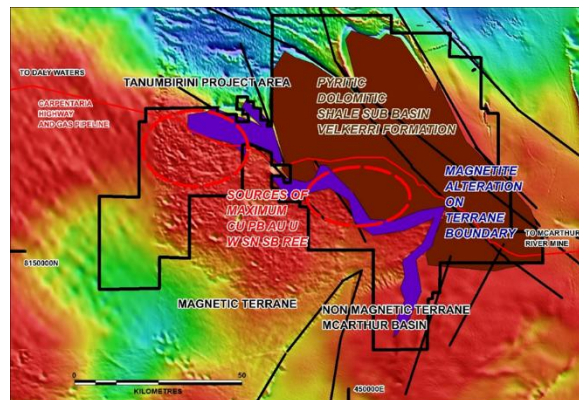 TO DALY WATERS
TANUMBIRINI PROJECT AREA
CARPENTARIA
HIGHWAY
AND GAS PIPELINE
PYRITIC
DOLOMITIC
SHALE SUB BASIN
VELKERRI FORMATION
MAGNETITE
ALTERATION
ON
TERRANE
BOUNDARY
SOURCES OF
MAXIMUM
CU PB AU U
W SN SB REE
TO MCARTHUR
RIVER MINE
8150000N
MAGNETIC TERRANE
NON MAGNETIC TERRANE
MCARTHUR BASIN
0
50
KILOMETRES
450000E